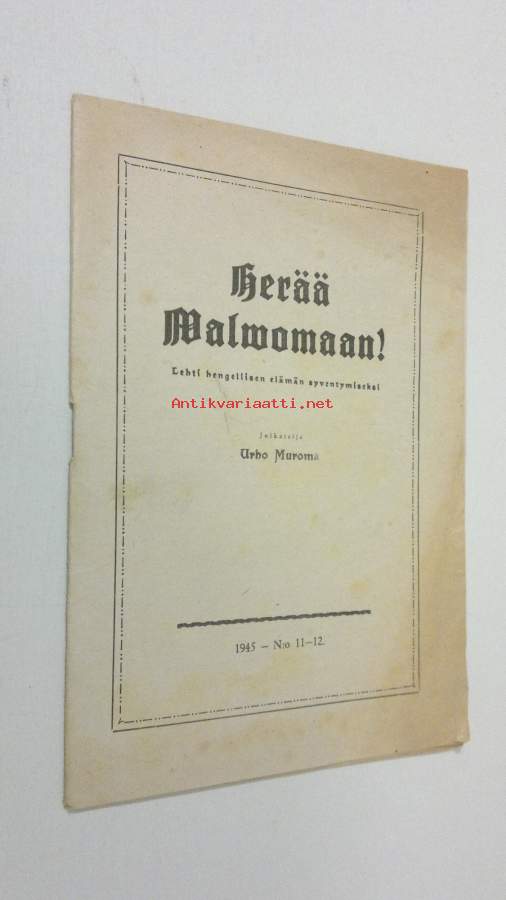 Herää
Walwomaan!
Lehti hengellisen elämän syventymiseksi
Antikvariaatti.net
Julkaisija
Urho Muroma
1945 – N:o 11–12.